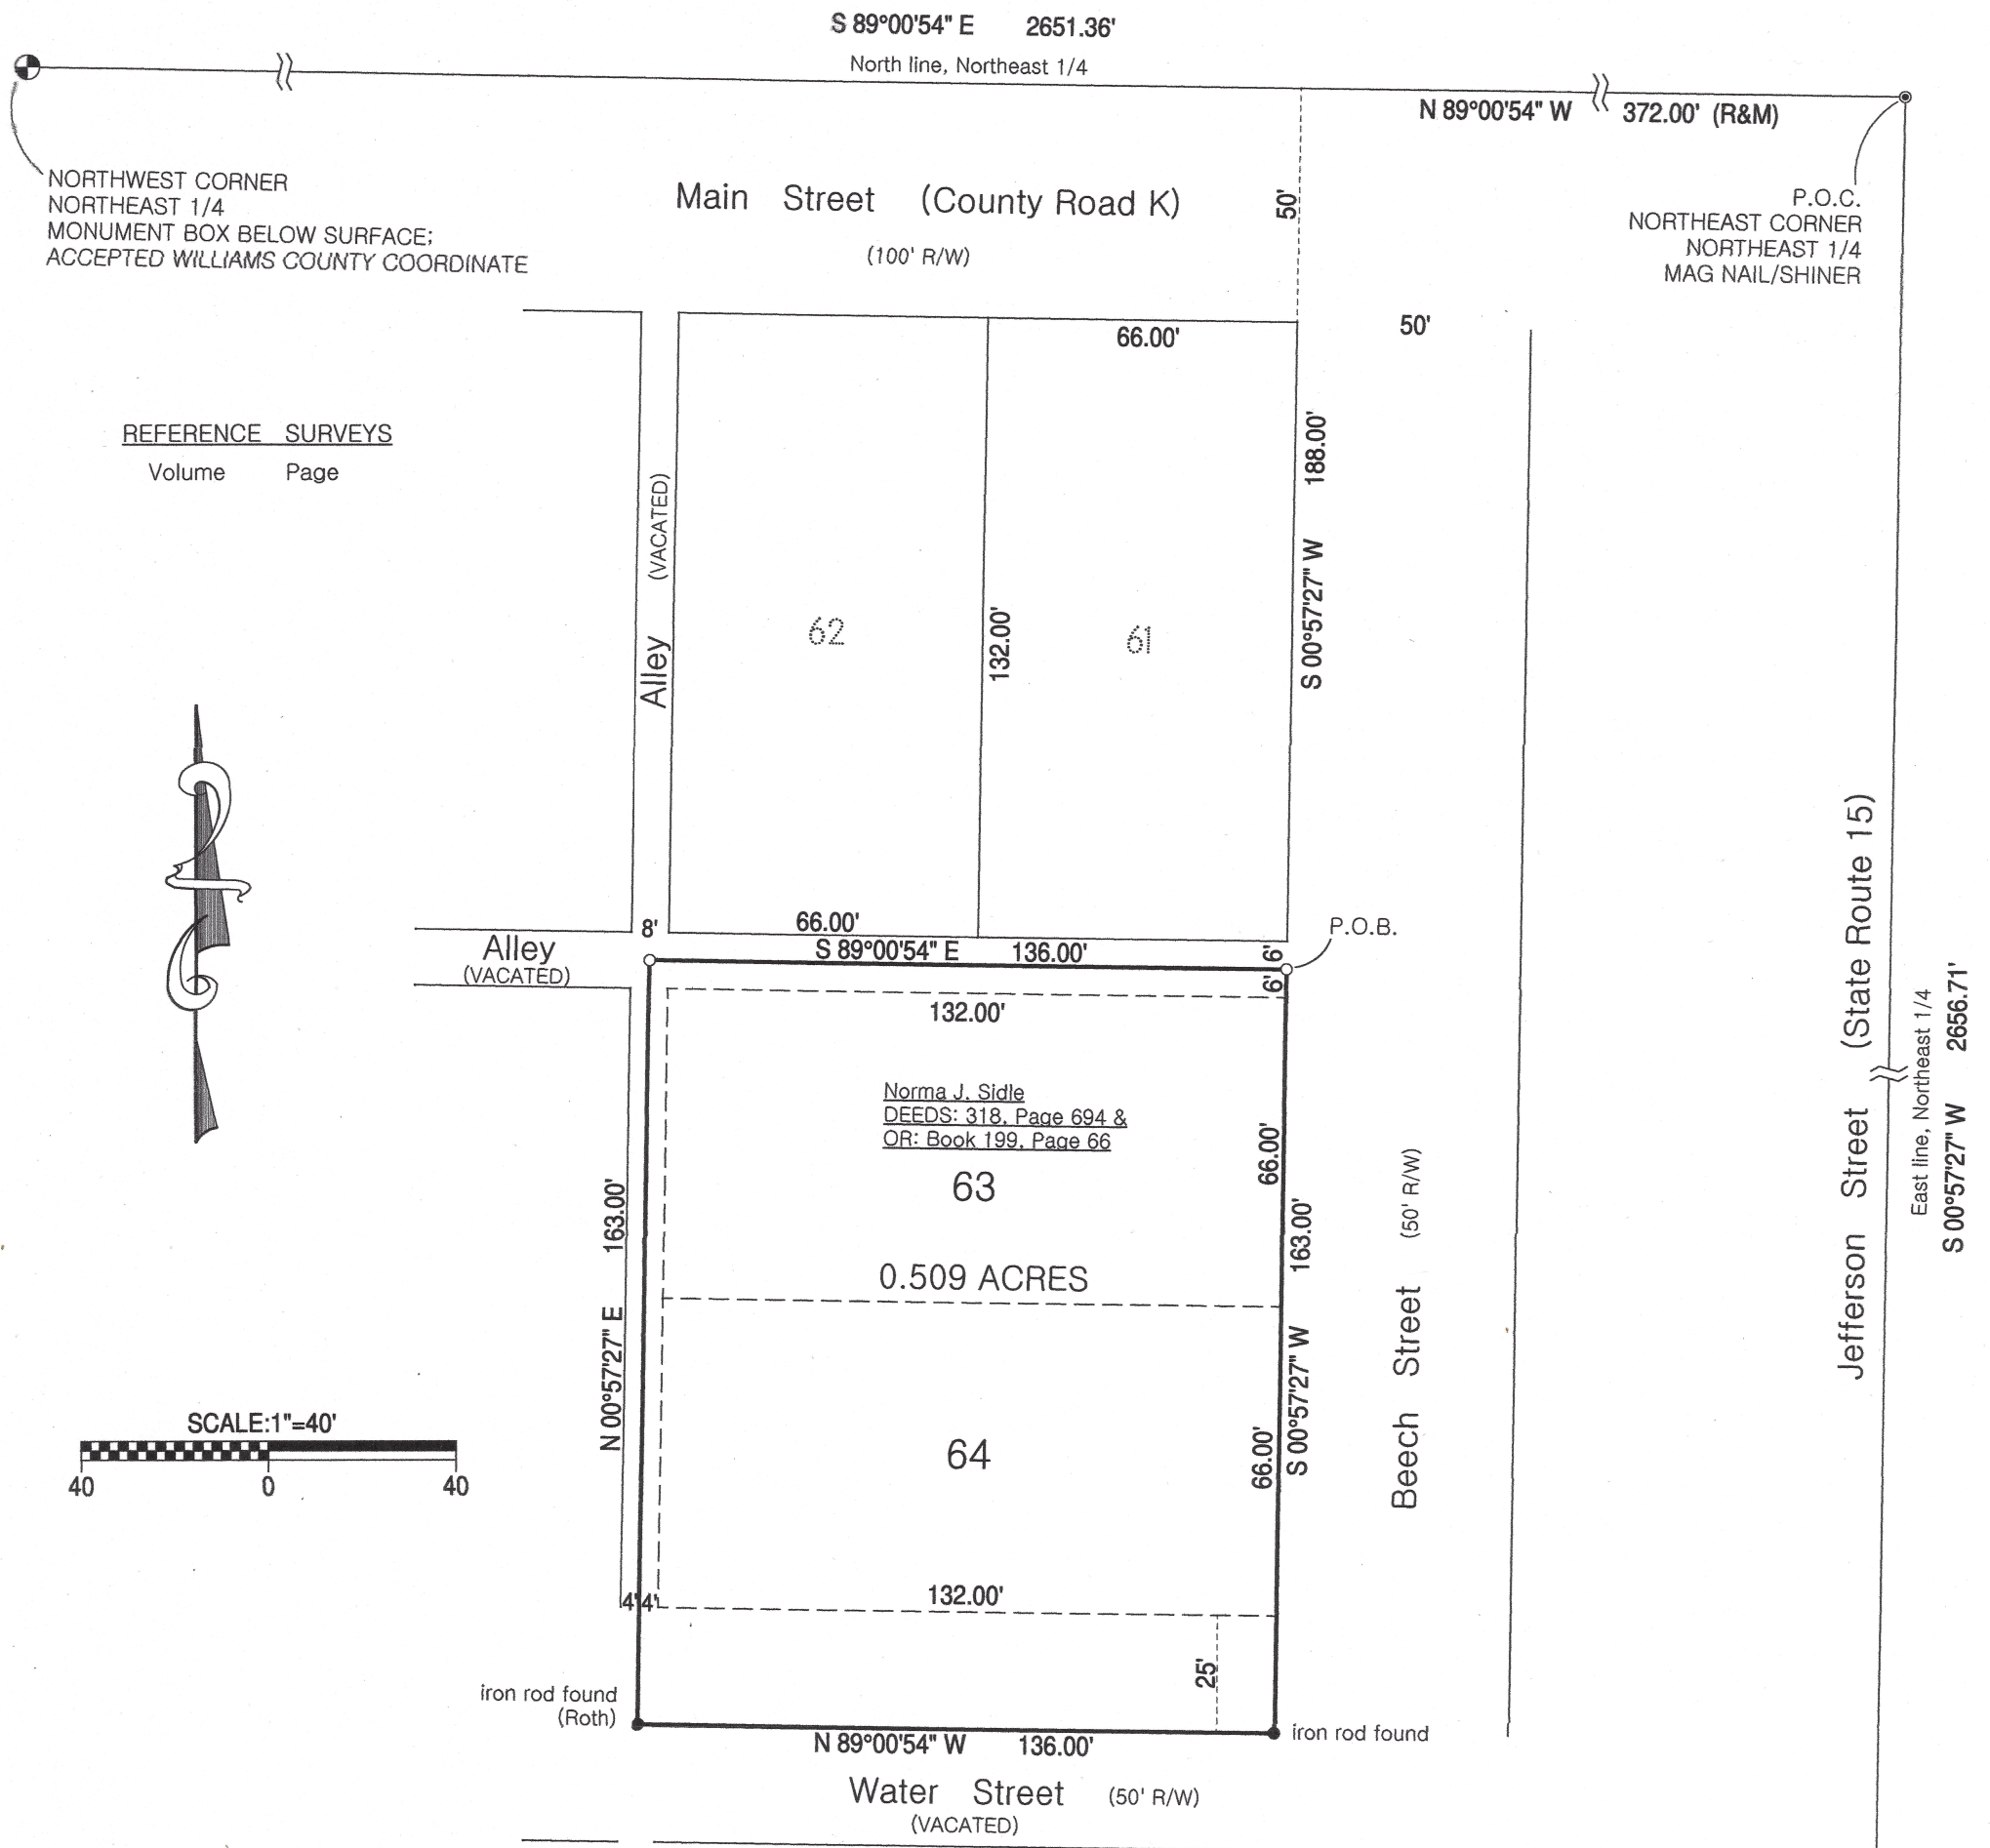 S 89°00'54" E 2651.36'
North line, Northeast 1/4
N 89°00'54" W 372.00' (R&M)
NORTHWEST CORNER
NORTHEAST 1/4
MONUMENT BOX BELOW SURFACE;
ACCEPTED WILLIAMS COUNTY COORDINATE
Main Street (County Road K)
(100' R/W)
50'
P.O.C.
NORTHEAST CORNER
NORTHEAST 1/4
MAG NAIL/SHINER
66.00'
50'
REFERENCE SURVEYS
Volume Page
Alley (VACATED)
62
132.00'
61
S 00°57'27" W 188.00'
8'
66.00'
Alley
(VACATED)
S 89°00'54" E 136.00'
6'
P.O.B.
6'
132.00'
Norma J. Sidle
DEEDS: 318, Page 694 &
OR: Book 199, Page 66
63
66.00'
0.509 ACRES
N 00°57'27" E 163.00'
S 00°57'27" W 163.00'
Beech Street (50' R/W)
Jefferson Street (State Route 15)
East line, Northeast 1/4
S 00°57'27" W 2656.71'
SCALE:1"=40'
40 0 40
64
66.00'
4'4'
132.00'
25'
iron rod found
(Roth)
iron rod found
N 89°00'54" W 136.00'
Water Street (50' R/W)
(VACATED)